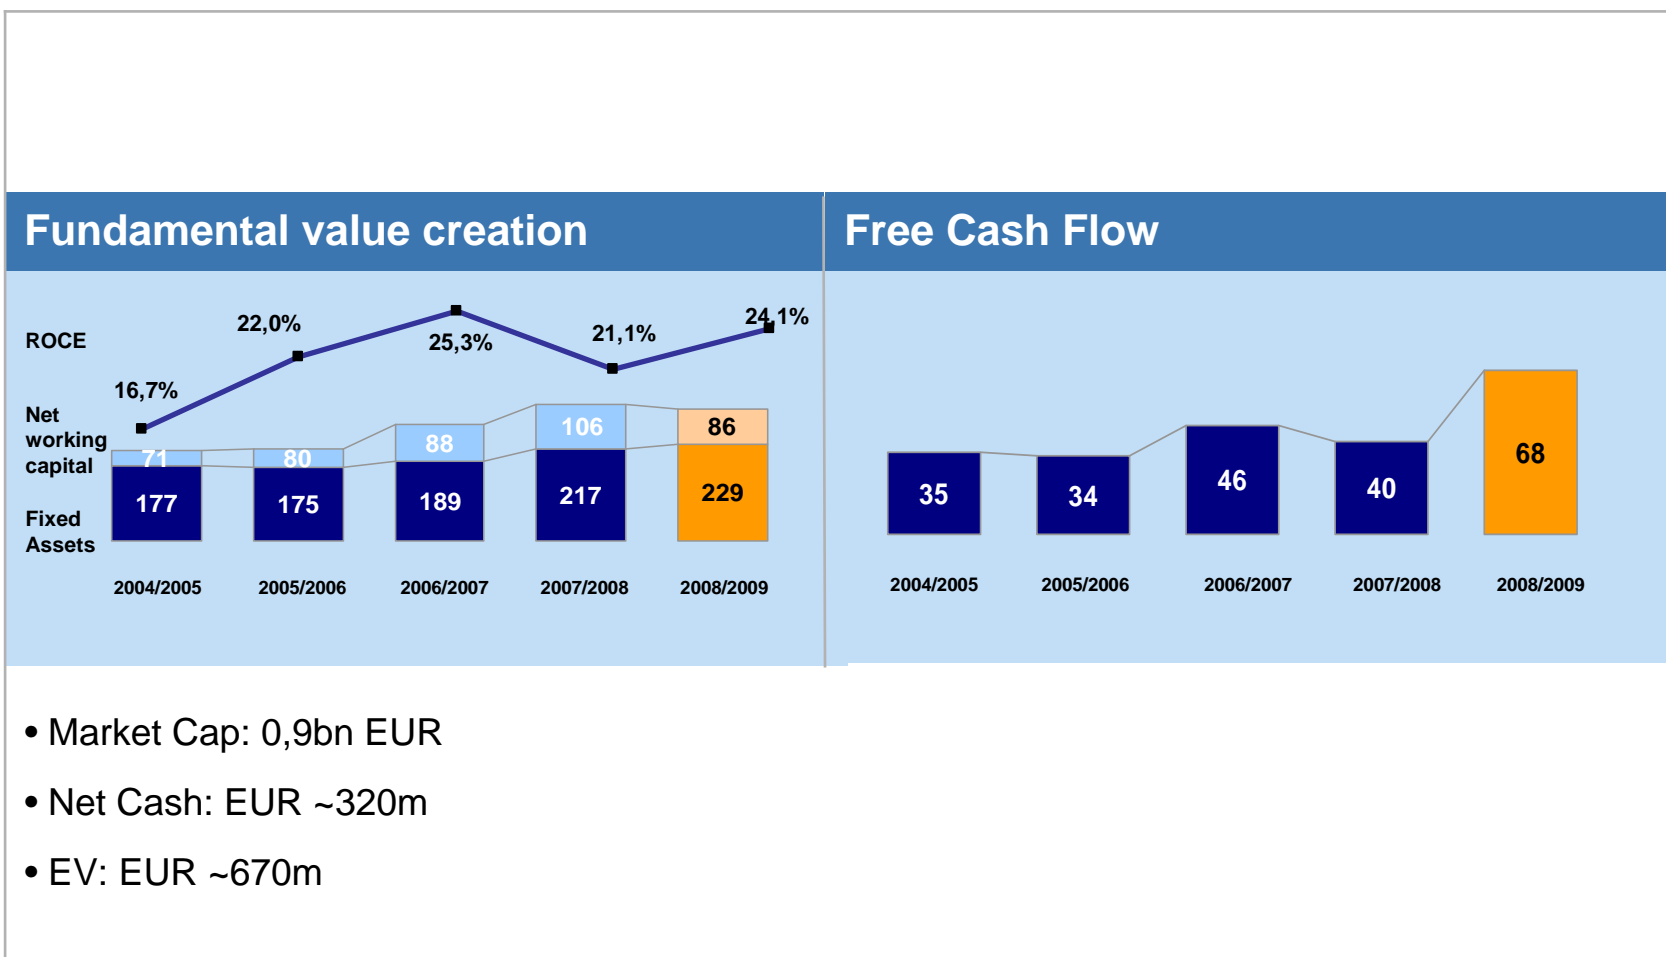 Fundamental value creation
Free Cash Flow
ROCE
16,7%
22,0%
25,3%
21,1%
24,1%
Net
working
capital
71
80
88
106
86
Fixed
Assets
177
175
189
217
229
2004/2005
2005/2006
2006/2007
2007/2008
2008/2009
35
34
46
40
68
2004/2005
2005/2006
2006/2007
2007/2008
2008/2009
• Market Cap: 0,9bn EUR
• Net Cash: EUR ~320m
• EV: EUR ~670m